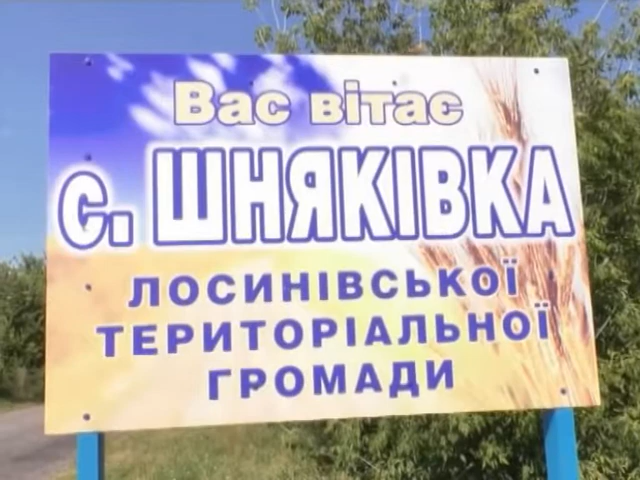 Вас вітає
с. ШНЯКІВКА
ЛОСИНІВСЬКОЇ
ТЕРИТОРІАЛЬНОЇ
ГРОМАДИ